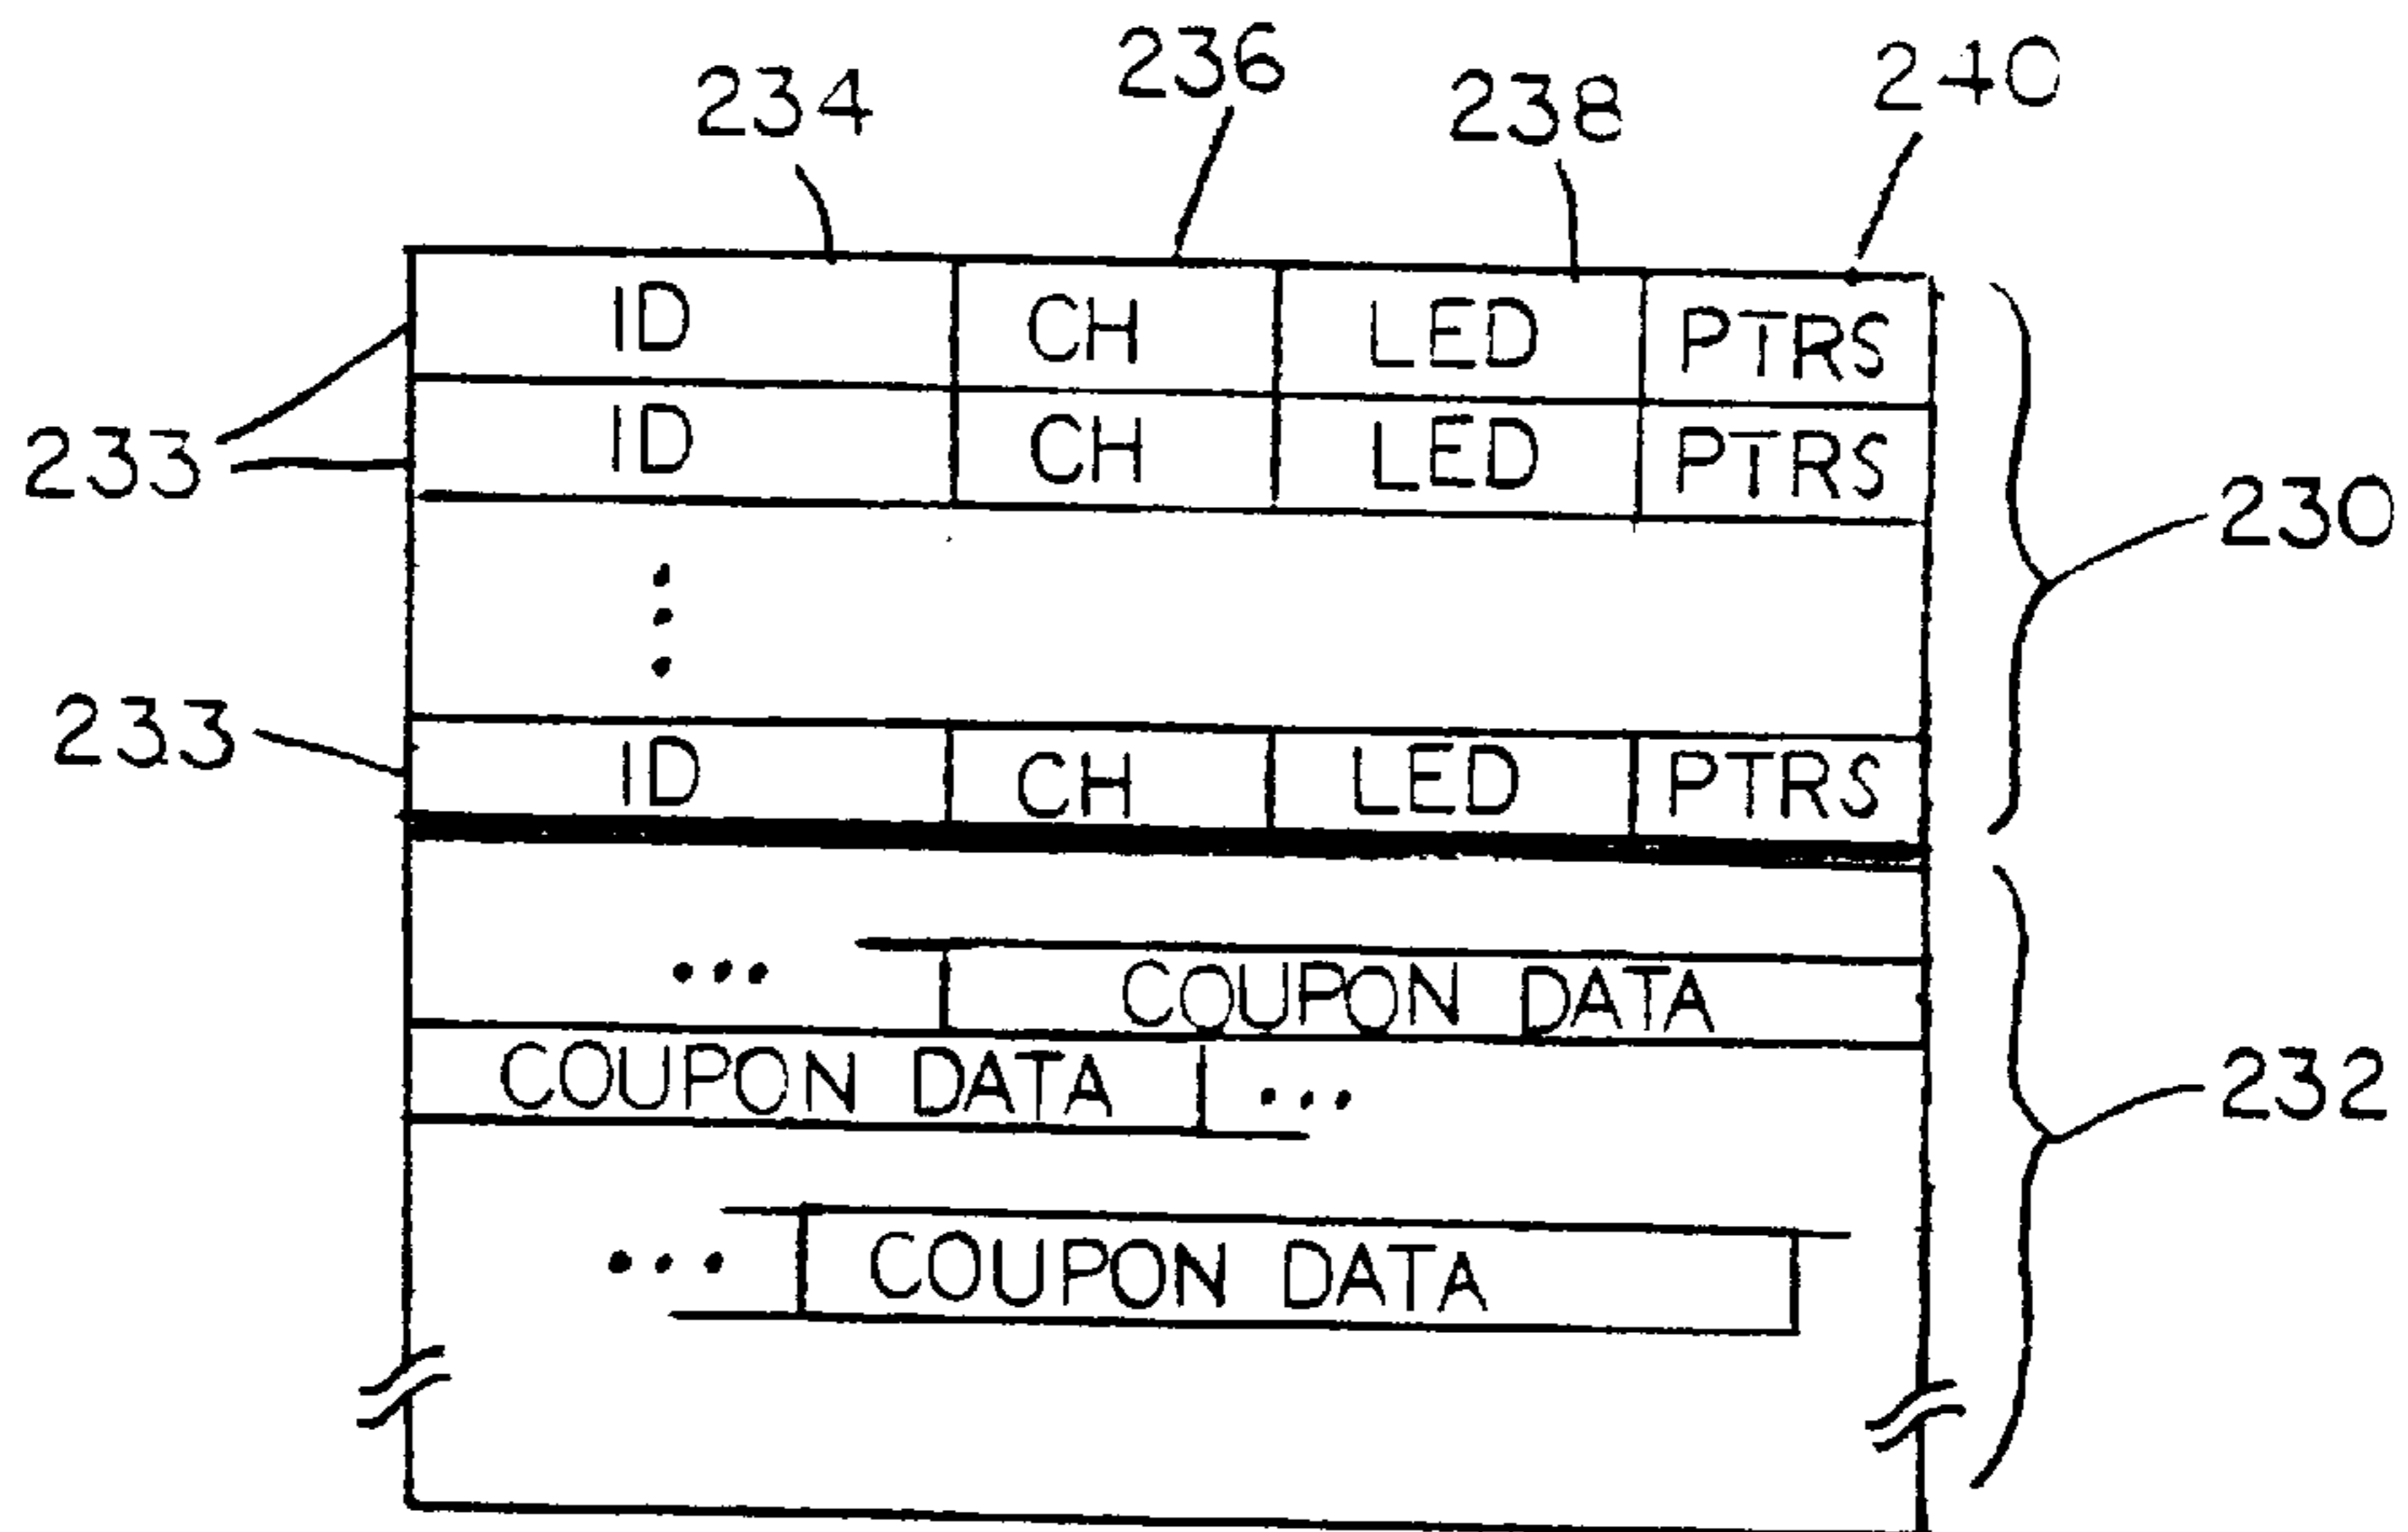 234 236 238 240
ID CH LED PTRS
233 ID CH LED PTRS
230
233 ID CH LED PTRS
... COUPON DATA
COUPON DATA ...
232
... COUPON DATA